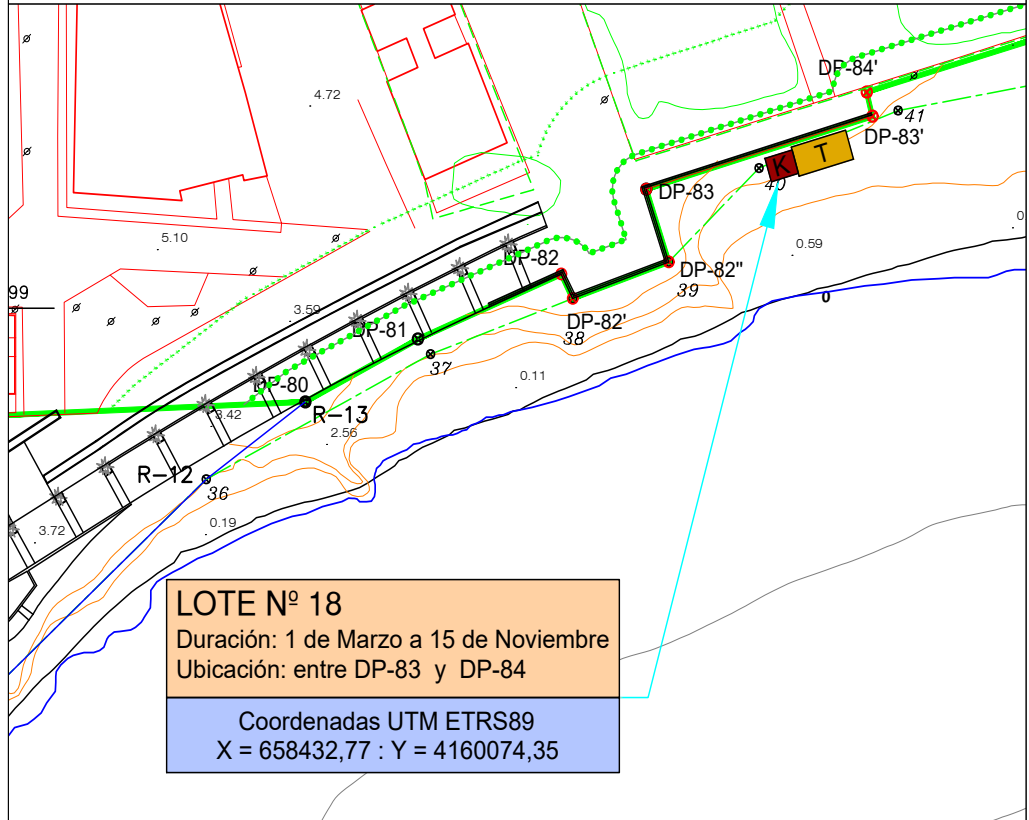 DP-84'
4.72
41
DP-83'
T
K
40
DP-83
5.10
0.59
0
DP-82
DP-82"
39
99
0
3.59
DP-82'
DP-81
38
37
0.11
DP-80
R-13
3.42
2.56
R-12
36
0.19
3.72
LOTE Nº 18
Duración: 1 de Marzo a 15 de Noviembre
Ubicación: entre DP-83 y DP-84
Coordenadas UTM ETRS89
X = 658432,77 : Y = 4160074,35